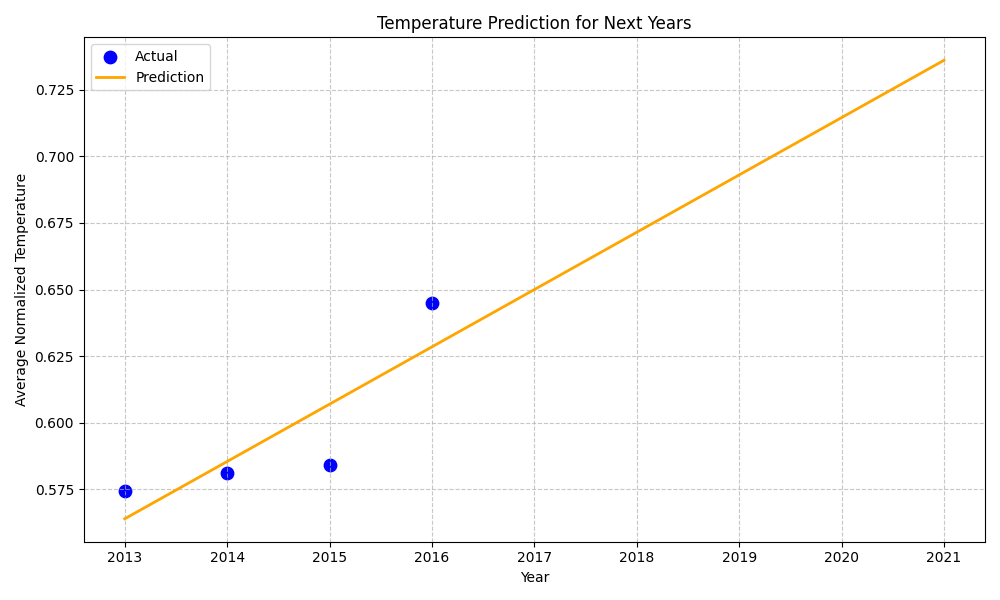 Temperature Prediction for Next Years
Actual
Prediction
0.725
0.700
0.675
0.650
0.625
0.600
0.575
Average Normalized Temperature
2013 2014 2015 2016 2017 2018 2019 2020 2021
Year